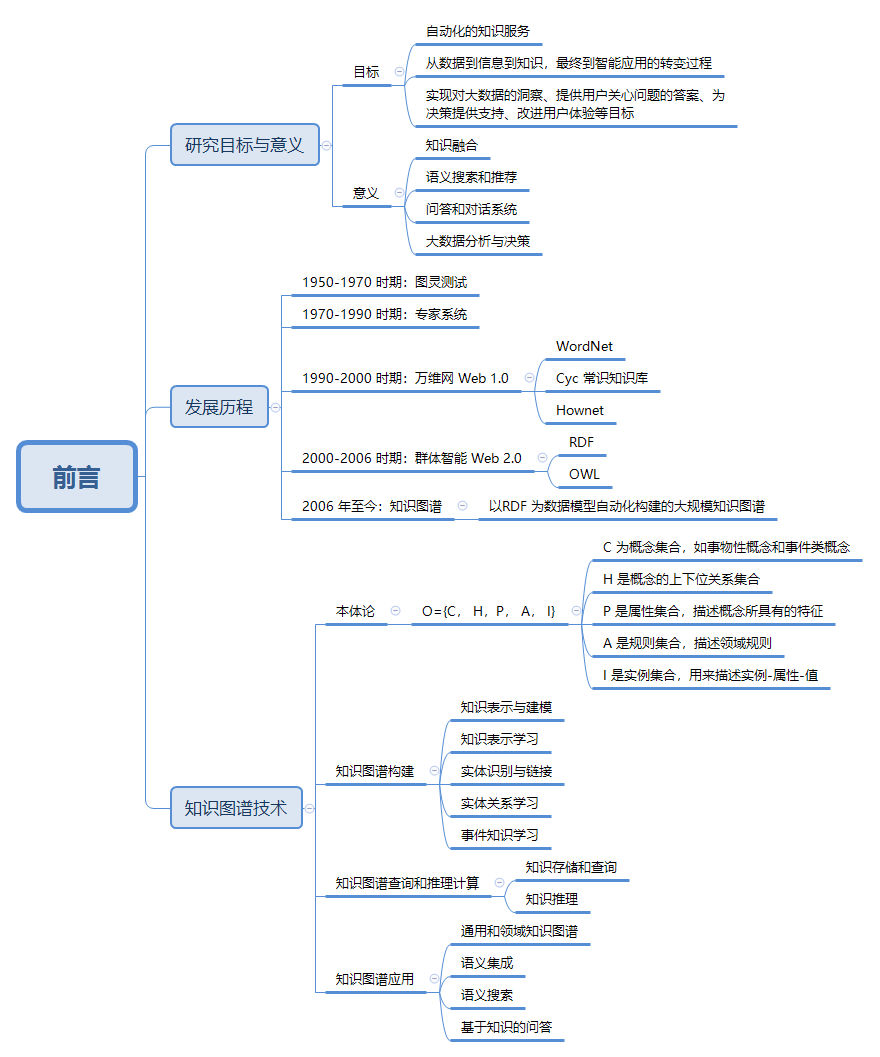 前言
研究目标与意义
目标
自动化的知识服务
从数据到信息到知识，最终到智能应用的转变过程
实现对大数据的洞察、提供用户关心问题的答案、为
决策提供支持、改进用户体验等目标
意义
知识融合
语义搜索和推荐
问答和对话系统
大数据分析与决策
发展历程
1950-1970 时期：图灵测试
1970-1990 时期：专家系统
1990-2000 时期：万维网 Web 1.0
WordNet
Cyc 常识知识库
Hownet
2000-2006 时期：群体智能 Web 2.0
RDF
OWL
2006 年至今：知识图谱
以RDF 为数据模型自动化构建的大规模知识图谱
知识图谱技术
本体论
O={C， H，P， A， I}
C 为概念集合，如事物性概念和事件类概念
H 是概念的上下位关系集合
P 是属性集合，描述概念所具有的特征
A 是规则集合，描述领域规则
I 是实例集合，用来描述实例-属性-值
知识图谱构建
知识表示与建模
知识表示学习
实体识别与链接
实体关系学习
事件知识学习
知识图谱查询和推理计算
知识存储和查询
知识推理
知识图谱应用
通用和领域知识图谱
语义集成
语义搜索
基于知识的问答